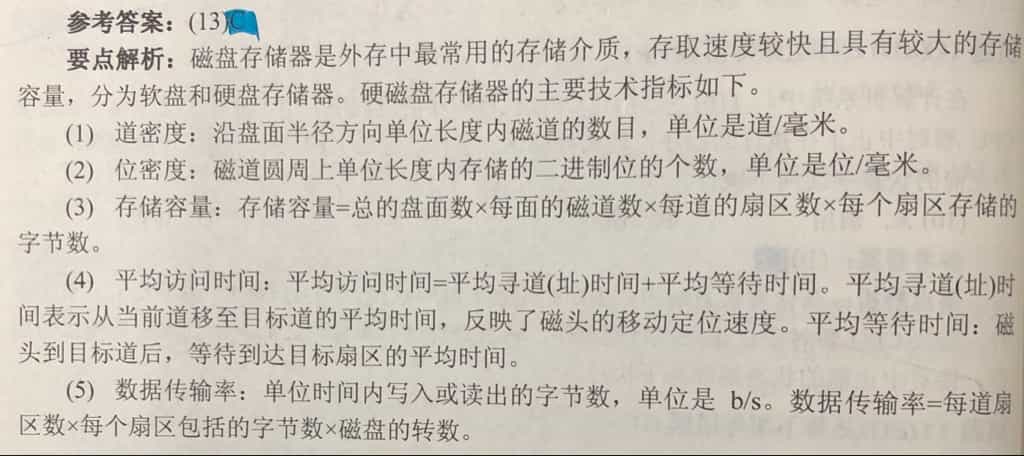 参考答案：(13)C
要点解析：磁盘存储器是外存中最常用的存储介质，存取速度较快且具有较大的存储
容量，分为软盘和硬盘存储器。硬磁盘存储器的主要技术指标如下。
(1) 道密度：沿盘面半径方向单位长度内磁道的数目，单位是道/毫米。
(2) 位密度：磁道圆周上单位长度内存储的二进制位的个数，单位是位/毫米。
(3) 存储容量：存储容量=总的盘面数×每面的磁道数×每道的扇区数×每个扇区存储的
字节数。
(4) 平均访问时间：平均访问时间=平均寻道(址)时间+平均等待时间。平均寻道(址)时
间表示从当前道移至目标道的平均时间，反映了磁头的移动定位速度。平均等待时间：磁
头到目标道后，等待到达目标扇区的平均时间。
(5) 数据传输率：单位时间内写入或读出的字节数，单位是 b/s。数据传输率=每道扇
区数×每个扇区包括的字节数×磁盘的转数。